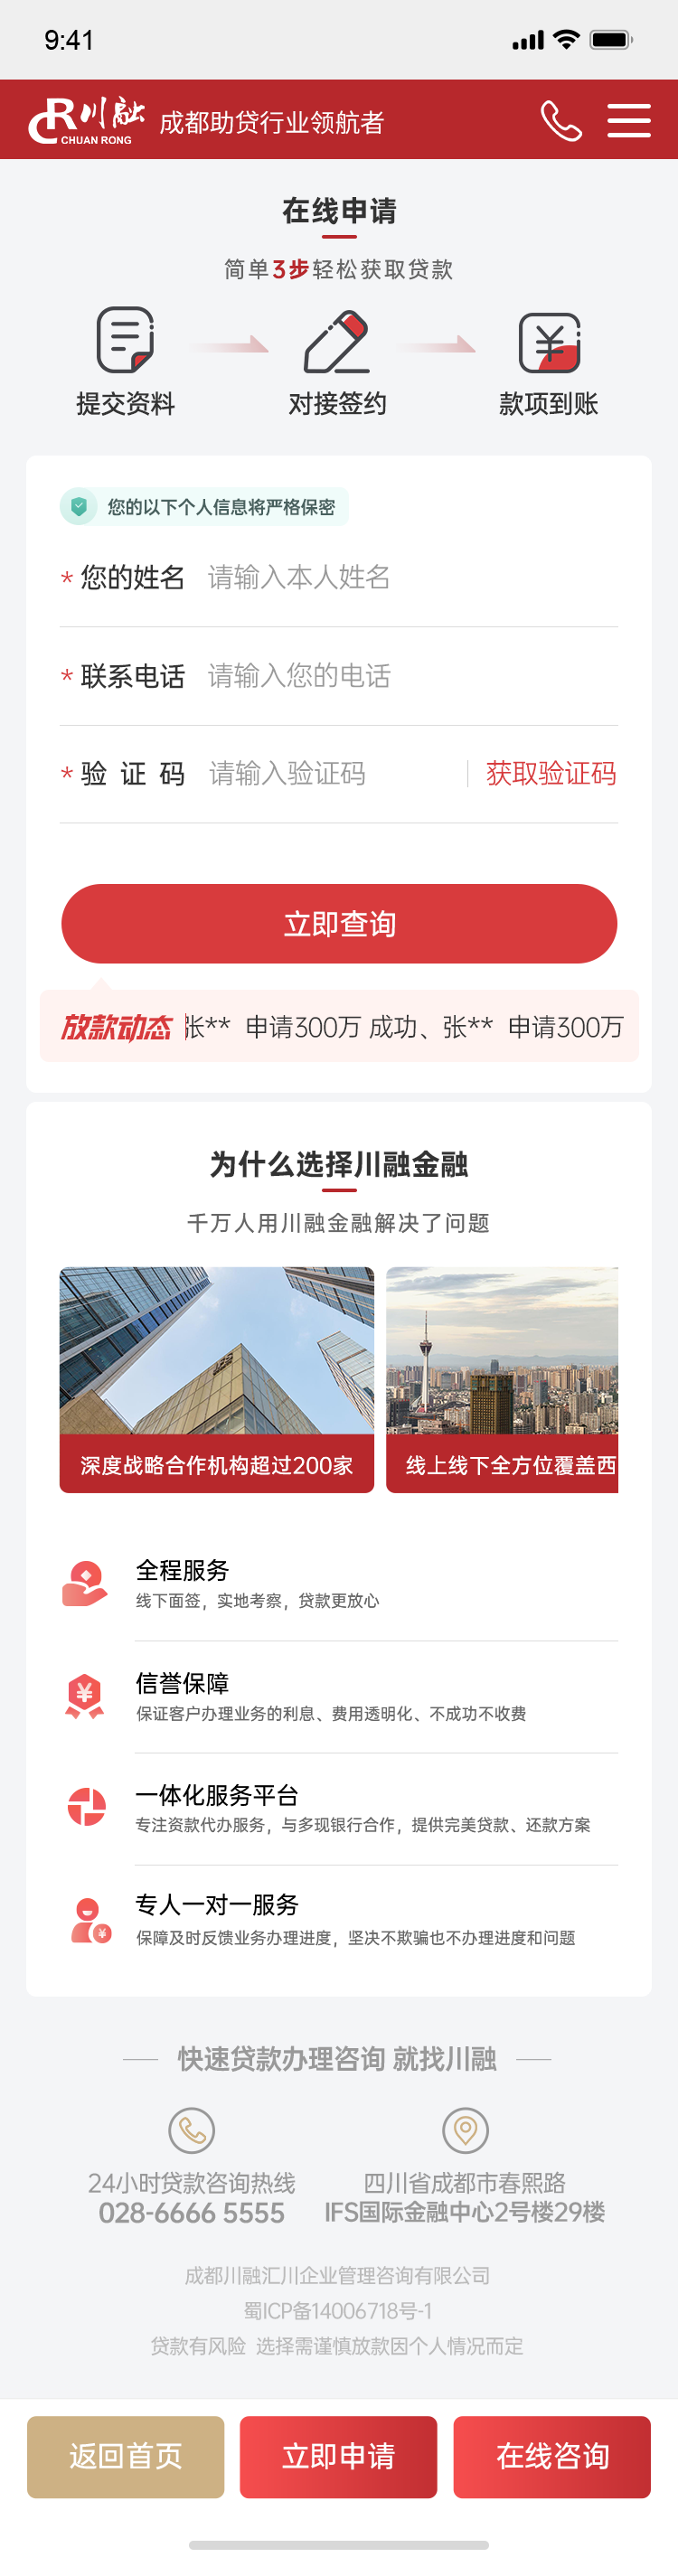 9:41
CR川融
CHUAN RONG
成都助贷行业领航者
在线申请
简单3步轻松获取贷款
提交资料
对接签约
款项到账
您的以下个人信息将严格保密
* 您的姓名 请输入本人姓名
* 联系电话 请输入您的电话
* 验 证 码 请输入验证码 获取验证码
立即查询
放款动态 张** 申请300万 成功、张** 申请300万
为什么选择川融金融
千万人用川融金融解决了问题
深度战略合作机构超过200家
线上线下全方位覆盖西
全程服务
线下面签，实地考察，贷款更放心
信誉保障
保证客户办理业务的利息、费用透明化、不成功不收费
一体化服务平台
专注资款代办服务，与多现银行合作，提供完美贷款、还款方案
专人一对一服务
保障及时反馈业务办理进度，坚决不欺骗也不办理进度和问题
快速贷款办理咨询 就找川融
24小时贷款咨询热线
028-6666 5555
四川省成都市春熙路
IFS国际金融中心2号楼29楼
成都川融汇川企业管理咨询有限公司
蜀ICP备14006718号-1
贷款有风险 选择需谨慎放款因个人情况而定
返回首页
立即申请
在线咨询